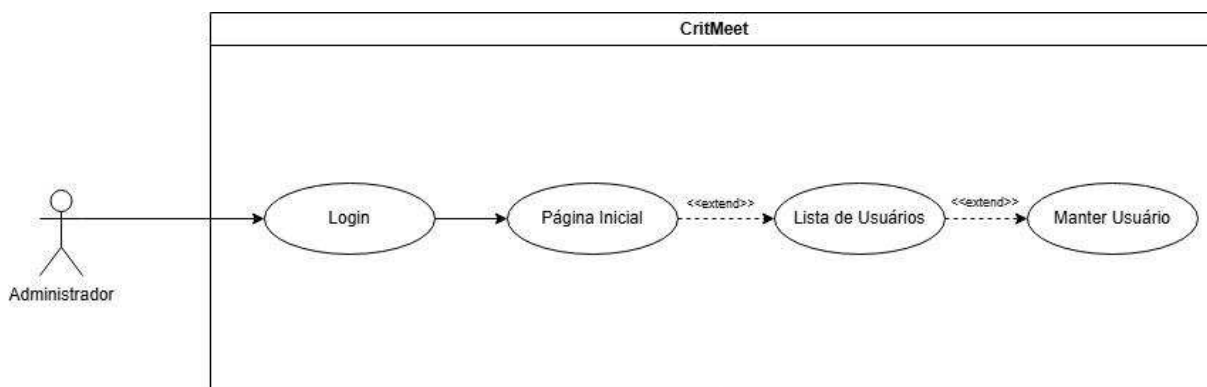 CritMeet
Login
Página Inicial
<<extend>>
Lista de Usuários
<<extend>>
Manter Usuário
Administrador